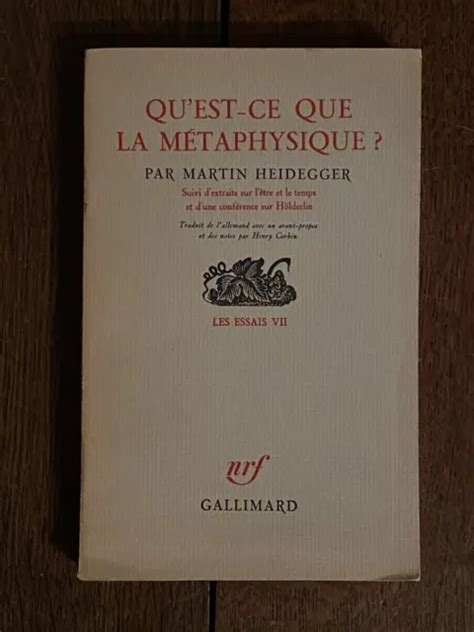 QU'EST-CE QUE
LA MÉTAPHYSIQUE ?
PAR MARTIN HEIDEGGER
Suivi d'extraits sur l'être et le temps
et d'une conférence sur Hölderlin
Traduit de l'allemand avec un avant-propos
et des notes par Henry Corbin
LES ESSAIS VII
nrf
GALLIMARD